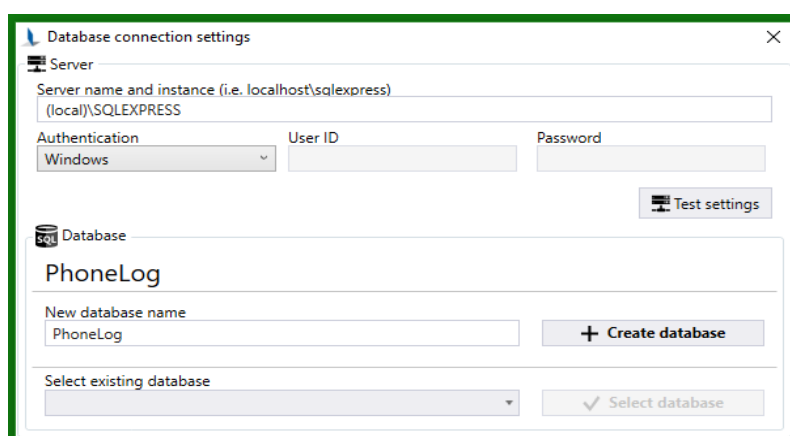 Database connection settings
Server
Server name and instance (i.e. localhost\sqlexpress)
(local)\SQLEXPRESS
Authentication User ID Password
Windows
Test settings
SQL Database
PhoneLog
New database name
PhoneLog + Create database
Select existing database
Select database